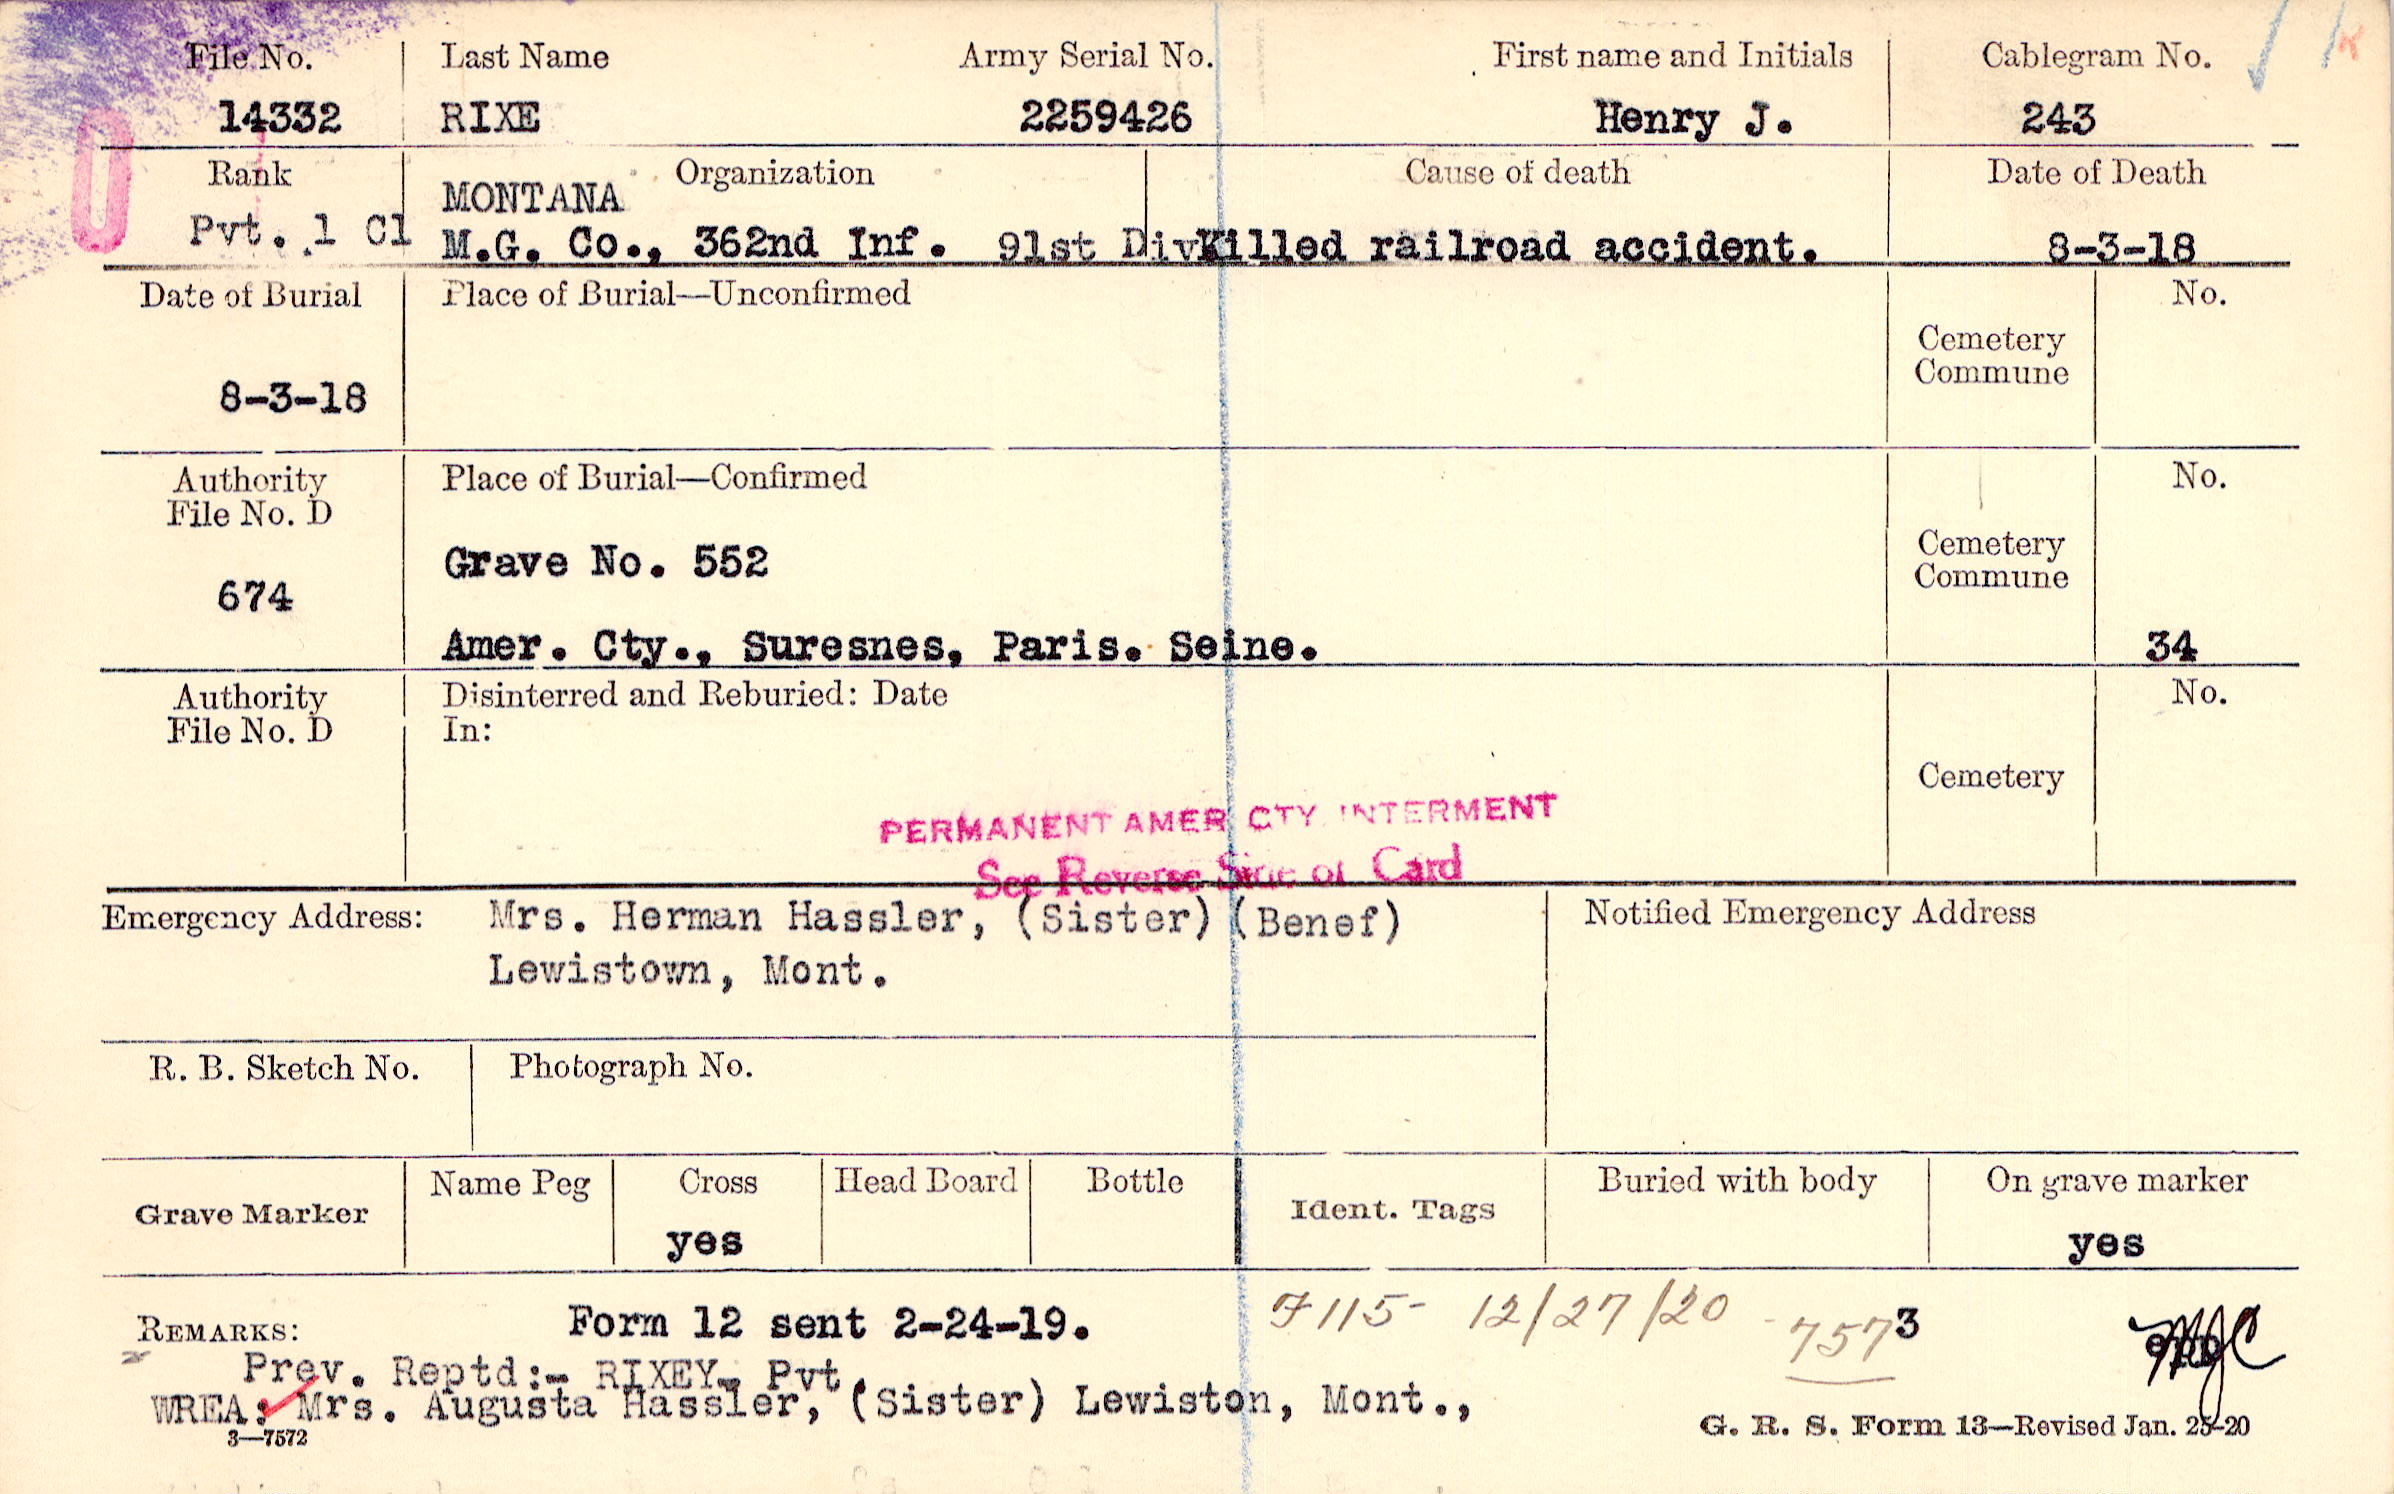 File No. Last Name Army Serial No. First name and Initials Cablegram No.
14332 RIXE 2259426 Henry J. 243
Rank Organization Cause of death Date of Death
MONTANA
Pvt. 1 Cl M.G. Co., 362nd Inf. 91st Div Killed railroad accident. 8-3-18
Date of Burial Place of Burial—Unconfirmed No.
Cemetery
Commune
8-3-18
Authority Place of Burial—Confirmed No.
File No. D
Cemetery
Grave No. 552 Commune
674
Amer. Cty., Suresnes, Paris. Seine. 34
Authority Disinterred and Reburied: Date No.
File No. D In:
Cemetery
PERMANENT AMER CTY INTERMENT
See Reverse Side of Card
Emergency Address: Mrs. Herman Hassler, (Sister) (Benef) Notified Emergency Address
Lewistown, Mont.
R. B. Sketch No. Photograph No.
Grave Marker Name Peg Cross Head Board Bottle Ident. Tags Buried with body On grave marker
yes yes
REMARKS: Form 12 sent 2-24-19. F115- 12/27/20 - 7573
Prev. Reptd:- RIXEY, Pvt.
WREA: Mrs. Augusta Hassler, (Sister) Lewiston, Mont.,
3—7572 G. R. S. Form 13—Revised Jan. 25-20